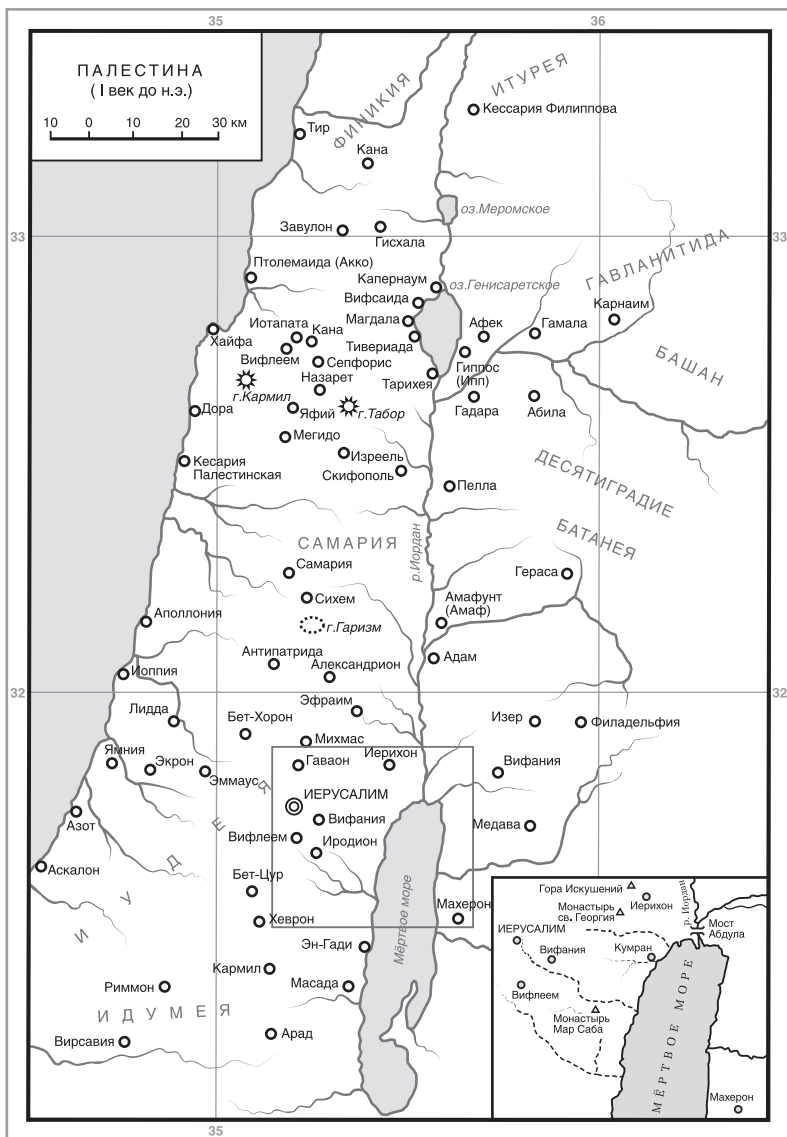 35
36
ПАЛЕСТИНА
( I век до н.э. )
10 0 10 20 30 км
ФИНИКИЯ
ИТУРЕЯ
Кессария Филиппова
Тир
Кана
оз.Меромское
33
33
Завулон
Гисхала
ГАВЛАНИТИДА
Птолемаида (Акко)
Капернаум
оз.Генисаретское
Вифсаида
Карнаим
Магдала
Афек
Гамала
Иотапата
Кана
Хайфа
Тивериада
Вифлеем
Сепфорис
Гиппос
(Ипп)
БАШАН
Назарет
Тарихея
г.Кармил
Дора
Яфий
г.Табор
Гадара
Абила
Мегидо
Изреель
Кесария
Палестинская
Скифополь
Пелла
ДЕСЯТИГРАДИЕ
БАТАНЕЯ
САМАРИЯ
р.Иордан
Самария
Гераса
Сихем
Амафунт
(Амаф)
Аполлония
г.Гаризм
Антипатрида
Александрион
Адам
Иоппия
32
32
Эфраим
Лидда
Бет-Хорон
Изер
Филадельфия
Михмас
Ямния
Экрон
Эммаус
Гаваон
Иерихон
Вифания
ИУДЕЯ
ИЕРУСАЛИМ
Азот
Вифания
Вифлеем
Иродион
Медава
Аскалон
Бет-Цур
Хеврон
Махерон
Мёртвое море
Эн-Гади
Кармил
Риммон
Масада
ИДУМЕЯ
Арад
Вирсавия
Гора Искушений
Иерихон
р. Иордан
Монастырь
св. Георгия
ИЕРУСАЛИМ
Мост
Абдула
Вифания
Кумран
Вифлеем
Монастырь
Мар Саба
МЁРТВОЕ МОРЕ
Махерон
35